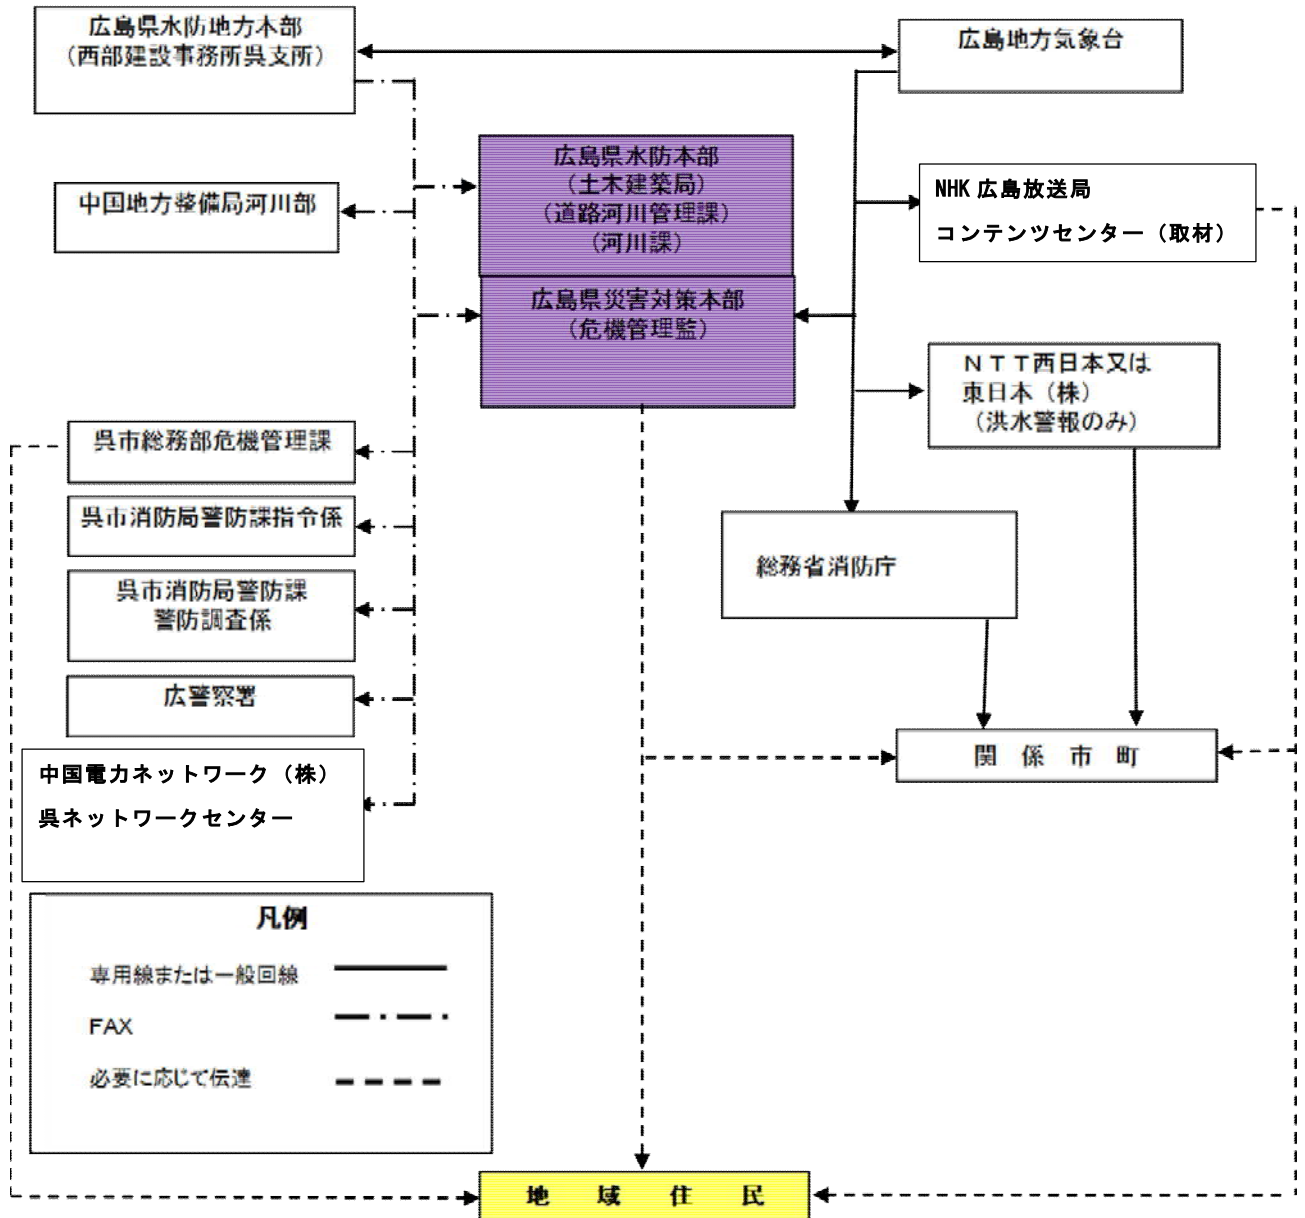 広島県水防地方本部
（西部建設事務所呉支所）
広島地方気象台
広島県水防本部
（土木建築局）
（道路河川管理課）
（河川課）
中国地方整備局河川部
NHK 広島放送局
コンテンツセンター（取材）
広島県災害対策本部
（危機管理監）
ＮＴＴ西日本又は
東日本（株）
（洪水警報のみ）
呉市総務部危機管理課
呉市消防局警防課指令係
総務省消防庁
呉市消防局警防課
警防調査係
広警察署
関係市町
中国電力ネットワーク（株）
呉ネットワークセンター
凡例
専用線または一般回線
FAX
必要に応じて伝達
地域住民